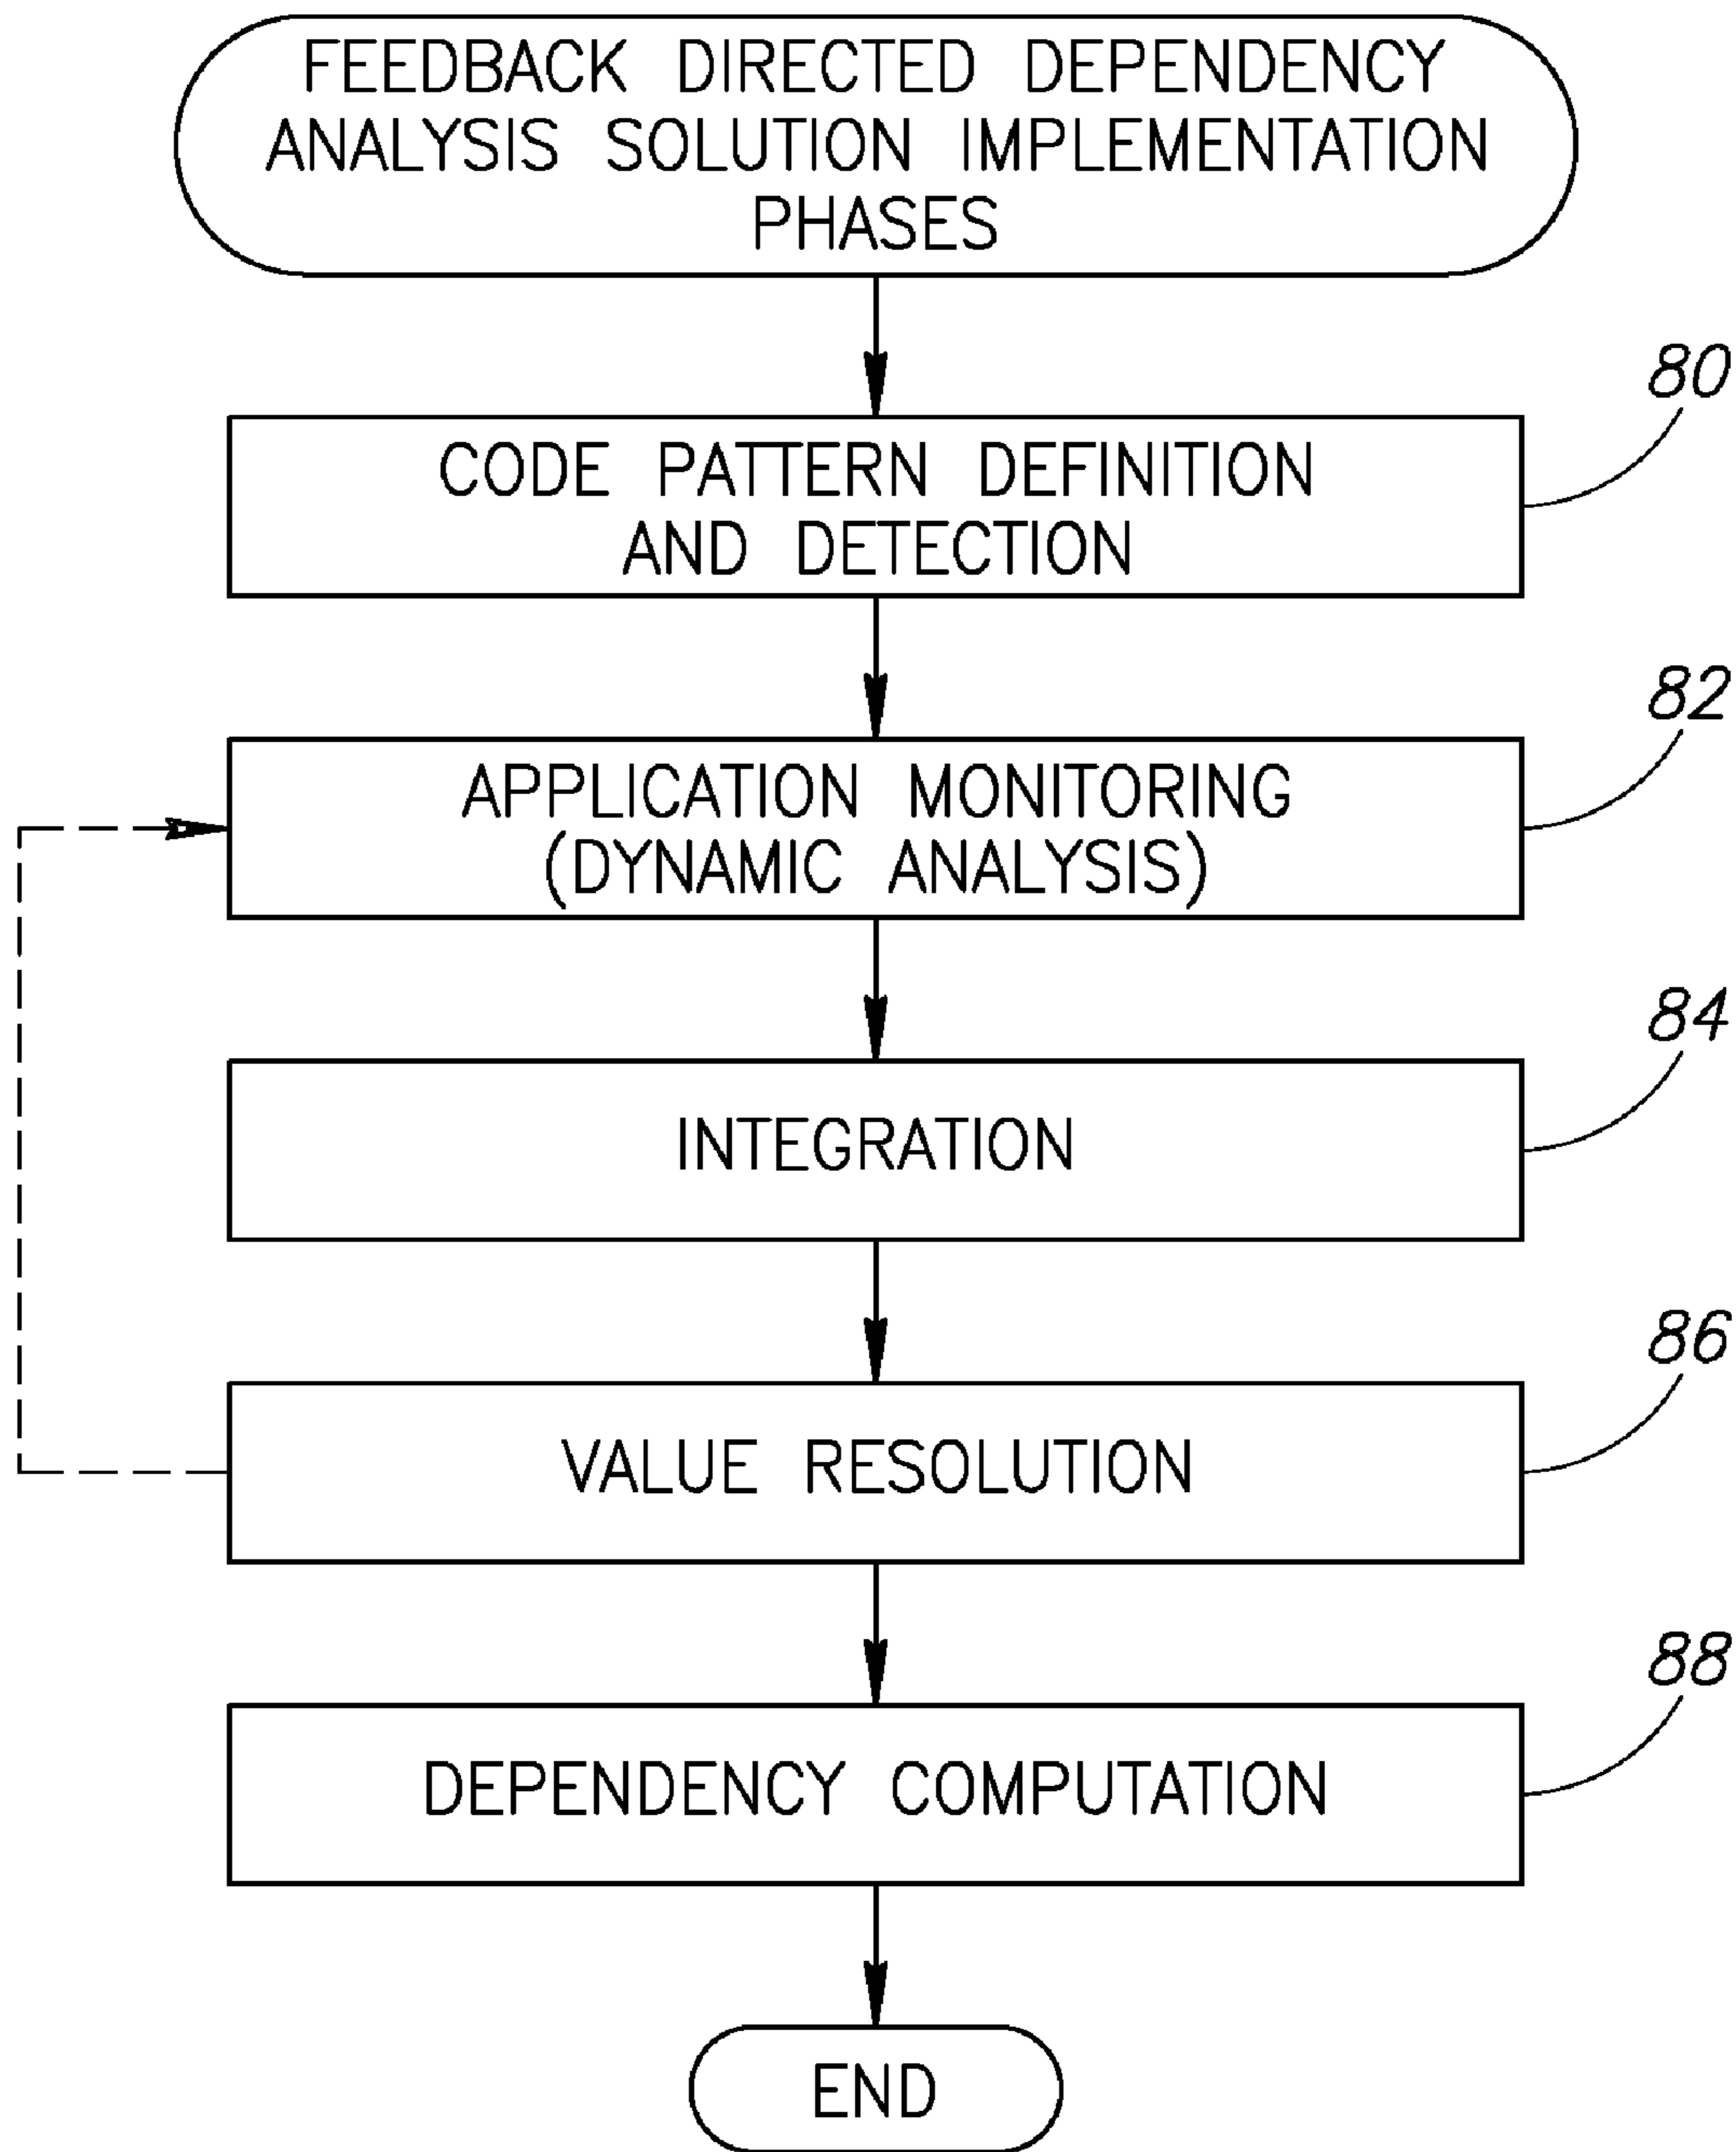 FEEDBACK DIRECTED DEPENDENCY
ANALYSIS SOLUTION IMPLEMENTATION
PHASES
80
CODE PATTERN DEFINITION
AND DETECTION
82
APPLICATION MONITORING
(DYNAMIC ANALYSIS)
84
INTEGRATION
86
VALUE RESOLUTION
88
DEPENDENCY COMPUTATION
END